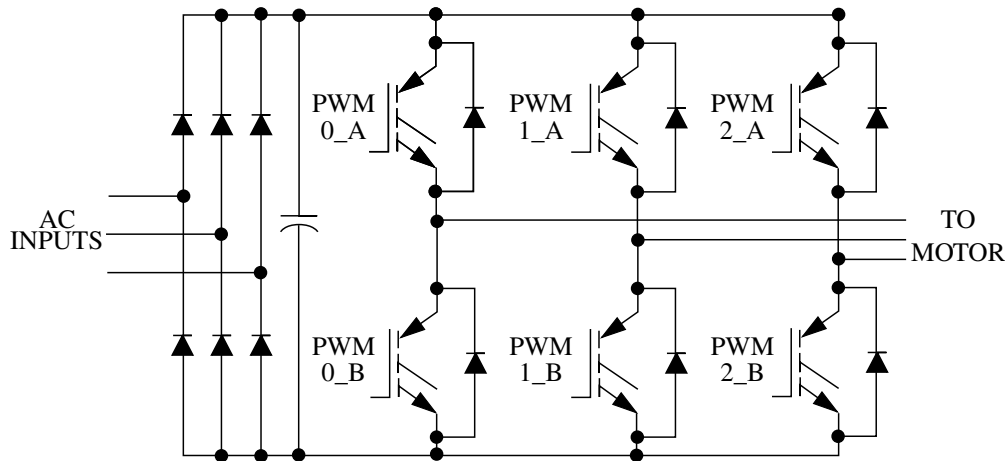 PWM
0_A
PWM
1_A
PWM
2_A
AC
INPUTS
TO
MOTOR
PWM
0_B
PWM
1_B
PWM
2_B